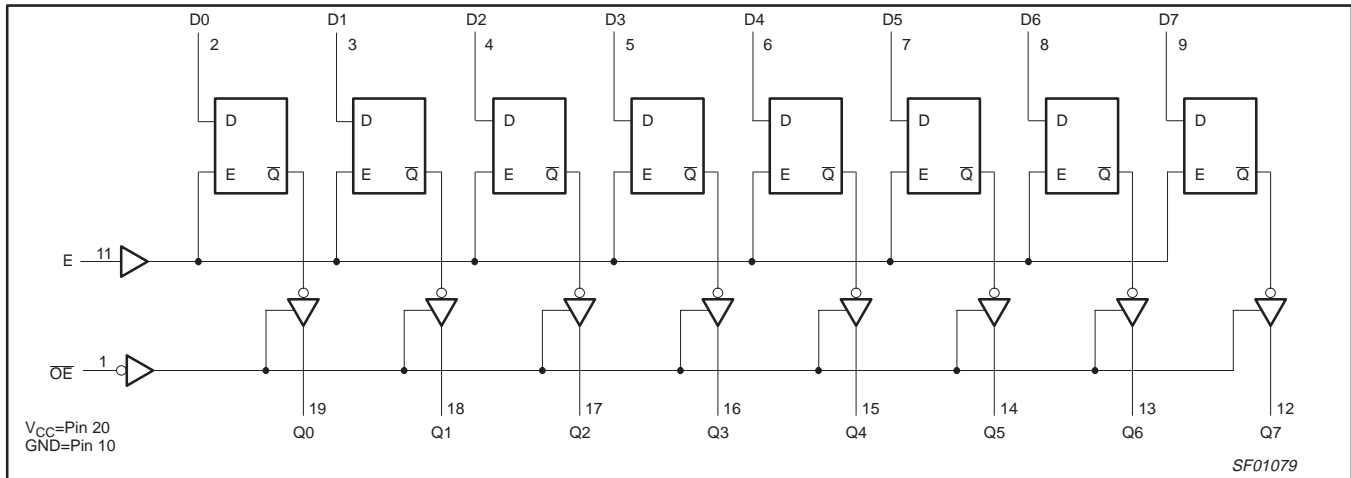 D0 D1 D2 D3 D4 D5 D6 D7
2 3 4 5 6 7 8 9
D D D D D D D D
E Q̅ E Q̅ E Q̅ E Q̅ E Q̅ E Q̅ E Q̅ E Q̅
E 11
O̅E̅ 1
19 18 17 16 15 14 13 12
Q0 Q1 Q2 Q3 Q4 Q5 Q6 Q7
VCC=Pin 20
GND=Pin 10
SF01079